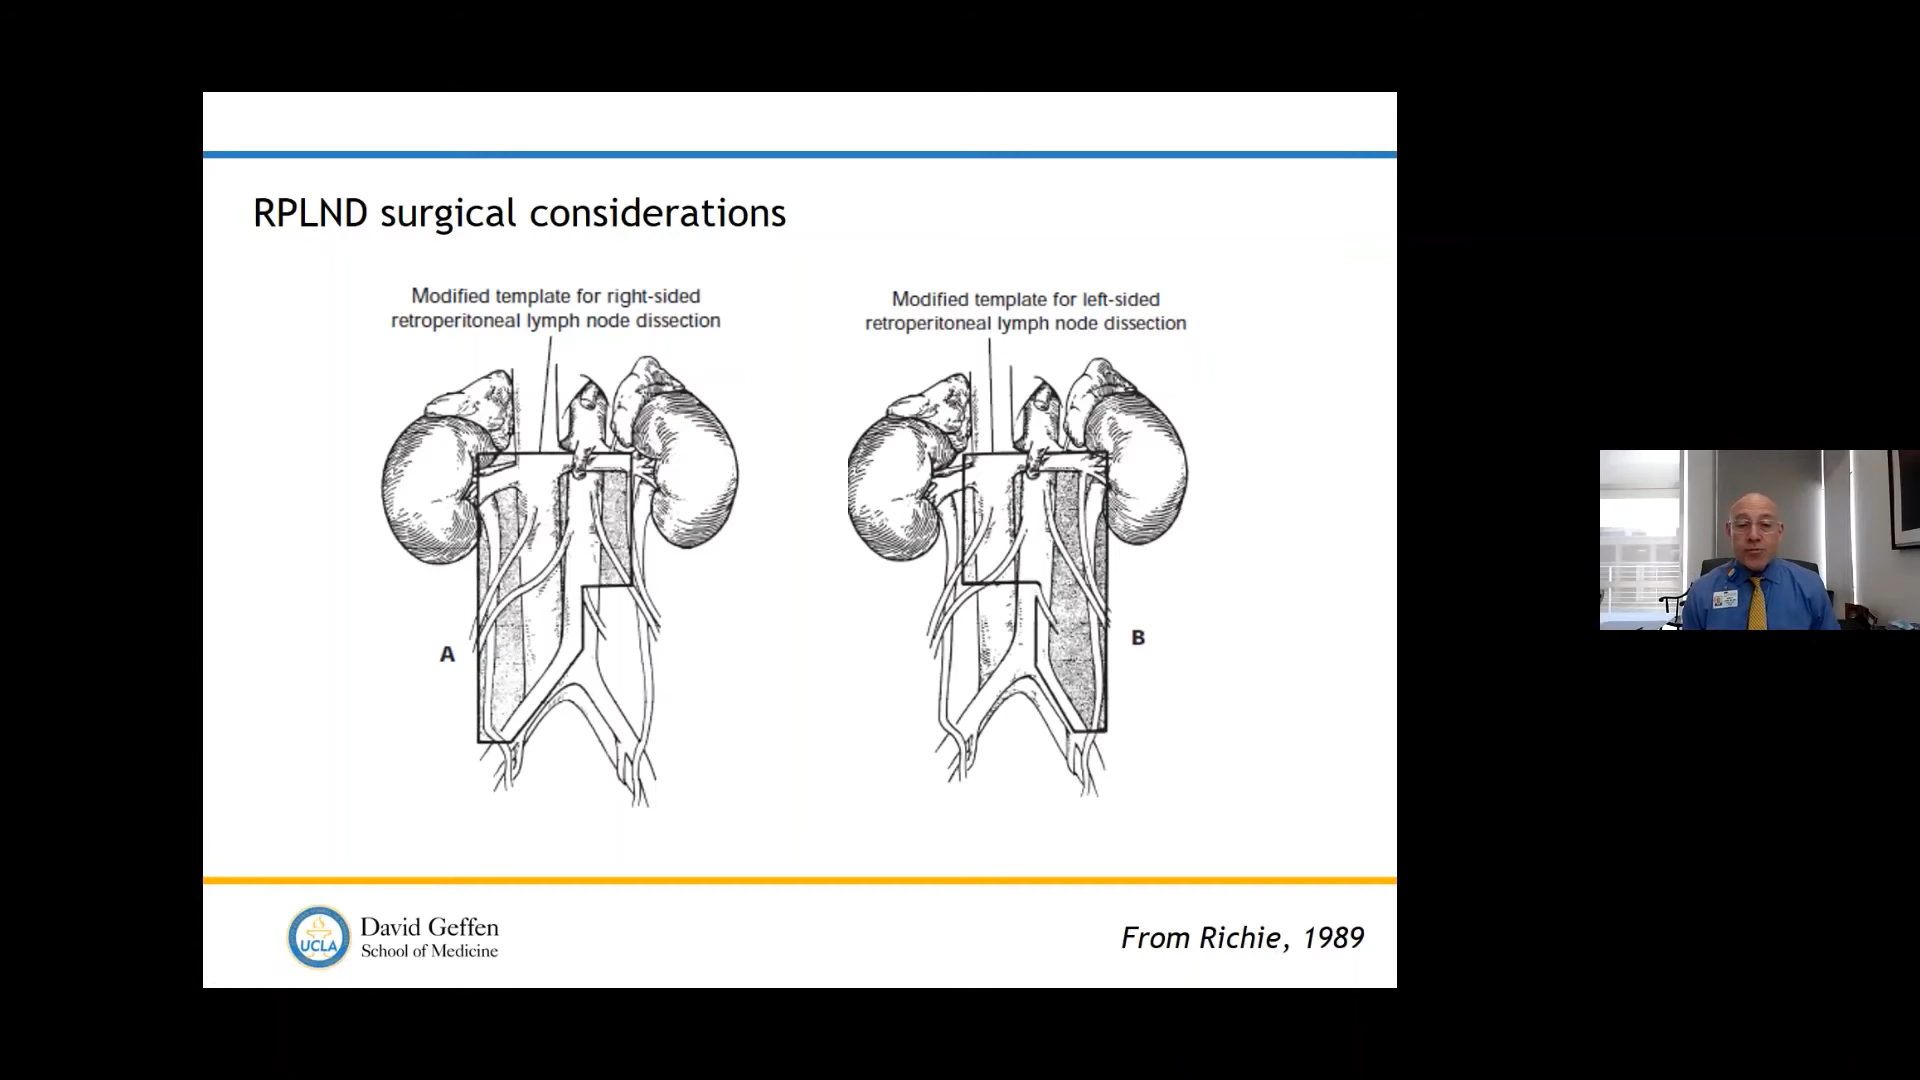 RPLND surgical considerations
Modified template for right-sided
retroperitoneal lymph node dissection
Modified template for left-sided
retroperitoneal lymph node dissection
A
B
UCLA
David Geffen
School of Medicine
From Richie, 1989